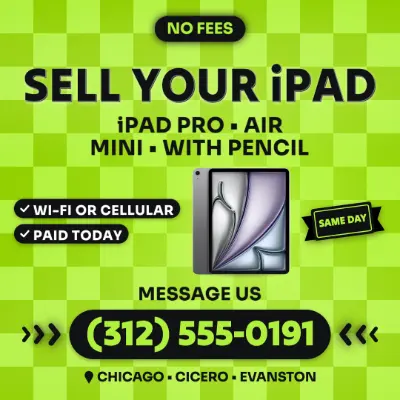 NO FEES
SELL YOUR iPAD
iPAD PRO • AIR
MINI • WITH PENCIL
WI-FI OR CELLULAR
PAID TODAY
SAME DAY
MESSAGE US
(312) 555-0191
CHICAGO • CICERO • EVANSTON